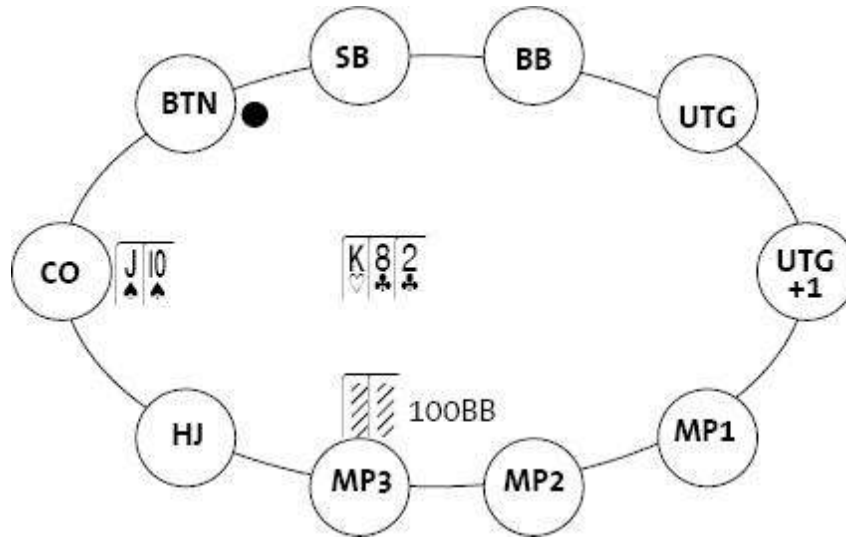 SB
BB
BTN
UTG
CO
J 10
K 8 2
UTG
+1
100BB
HJ
MP1
MP3
MP2